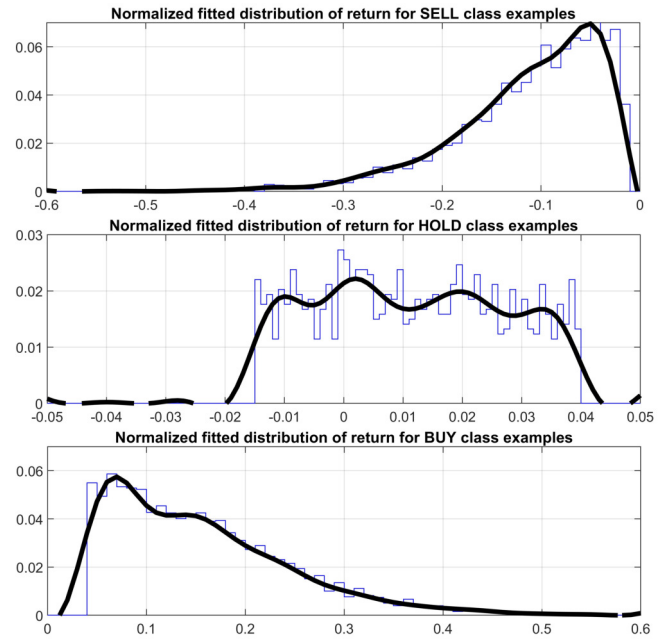 Normalized fitted distribution of return for SELL class examples
0.06
0.04
0.02
0
-0.6 -0.5 -0.4 -0.3 -0.2 -0.1 0
Normalized fitted distribution of return for HOLD class examples
0.03
0.02
0.01
0
-0.05 -0.04 -0.03 -0.02 -0.01 0 0.01 0.02 0.03 0.04 0.05
Normalized fitted distribution of return for BUY class examples
0.06
0.04
0.02
0
0 0.1 0.2 0.3 0.4 0.5 0.6